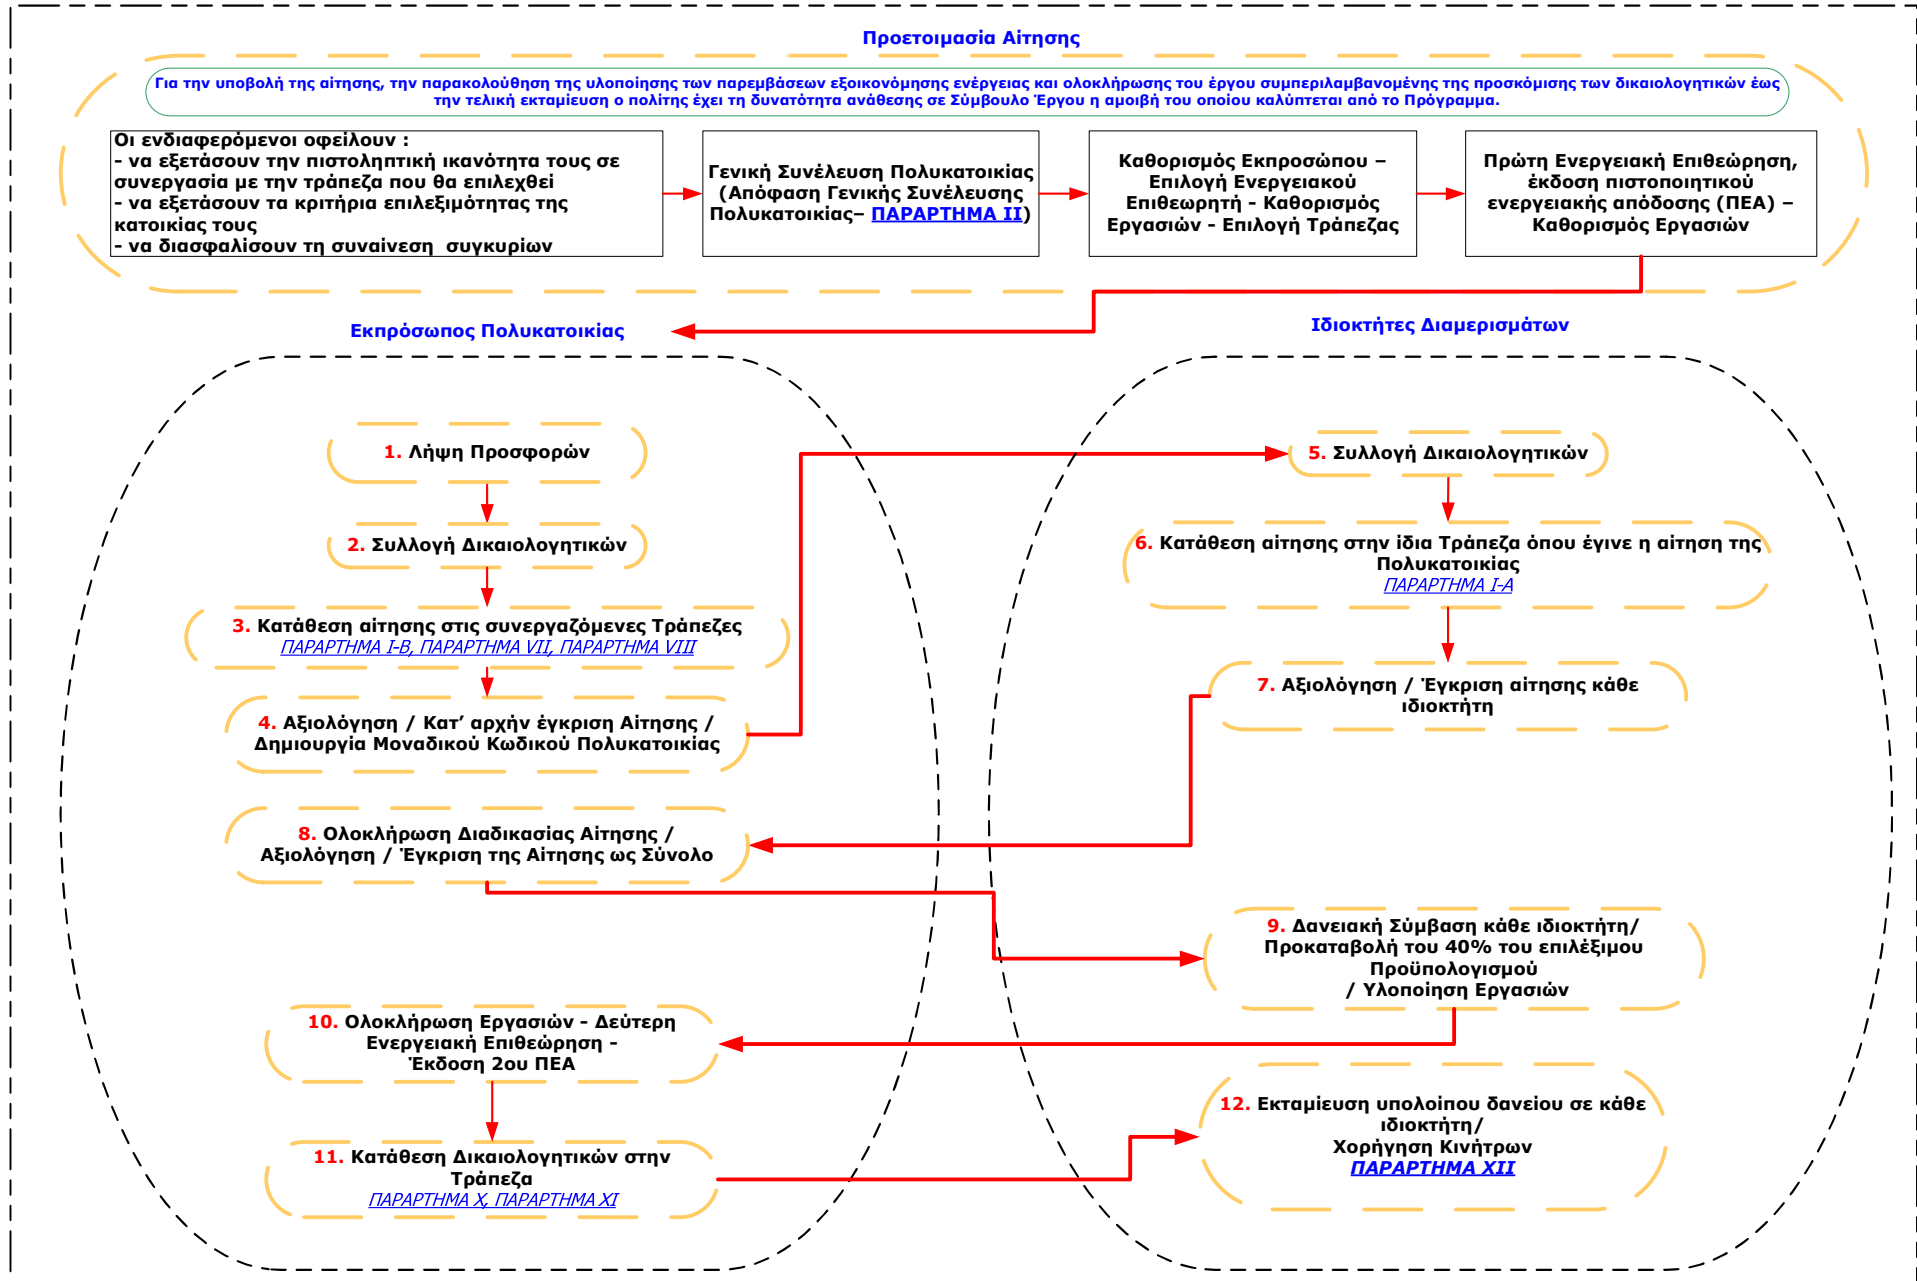 Προετοιμασία Αίτησης
Για την υποβολή της αίτησης, την παρακολούθηση της υλοποίησης των παρεμβάσεων εξοικονόμησης ενέργειας και ολοκλήρωσης του έργου συμπεριλαμβανομένης της προσκόμισης των δικαιολογητικών έως
την τελική εκταμίευση ο πολίτης έχει τη δυνατότητα ανάθεσης σε Σύμβουλο Έργου η αμοιβή του οποίου καλύπτεται από το Πρόγραμμα.
Οι ενδιαφερόμενοι οφείλουν :
- να εξετάσουν την πιστοληπτική ικανότητα τους σε
συνεργασία με την τράπεζα που θα επιλεχθεί
- να εξετάσουν τα κριτήρια επιλεξιμότητας της
κατοικίας τους
- να διασφαλίσουν τη συναίνεση συγκυρίων
Γενική Συνέλευση Πολυκατοικίας
(Απόφαση Γενικής Συνέλευσης
Πολυκατοικίας– ΠΑΡΑΡΤΗΜΑ ΙΙ)
Καθορισμός Εκπροσώπου –
Επιλογή Ενεργειακού
Επιθεωρητή - Καθορισμός
Εργασιών - Επιλογή Τράπεζας
Πρώτη Ενεργειακή Επιθεώρηση,
έκδοση πιστοποιητικού
ενεργειακής απόδοσης (ΠΕΑ) –
Καθορισμός Εργασιών
Εκπρόσωπος Πολυκατοικίας
Ιδιοκτήτες Διαμερισμάτων
1. Λήψη Προσφορών
2. Συλλογή Δικαιολογητικών
3. Κατάθεση αίτησης στις συνεργαζόμενες Τράπεζες
ΠΑΡΑΡΤΗΜΑ Ι-Β, ΠΑΡΑΡΤΗΜΑ VII, ΠΑΡΑΡΤΗΜΑ VIII
4. Αξιολόγηση / Κατ’ αρχήν έγκριση Αίτησης /
Δημιουργία Μοναδικού Κωδικού Πολυκατοικίας
5. Συλλογή Δικαιολογητικών
6. Κατάθεση αίτησης στην ίδια Τράπεζα όπου έγινε η αίτηση της
Πολυκατοικίας
ΠΑΡΑΡΤΗΜΑ Ι-Α
7. Αξιολόγηση / Έγκριση αίτησης κάθε
ιδιοκτήτη
8. Ολοκλήρωση Διαδικασίας Αίτησης /
Αξιολόγηση / Έγκριση της Αίτησης ως Σύνολο
9. Δανειακή Σύμβαση κάθε ιδιοκτήτη/
Προκαταβολή του 40% του επιλέξιμου
Προϋπολογισμού
/ Υλοποίηση Εργασιών
10. Ολοκλήρωση Εργασιών - Δεύτερη
Ενεργειακή Επιθεώρηση -
Έκδοση 2ου ΠΕΑ
11. Κατάθεση Δικαιολογητικών στην
Τράπεζα
ΠΑΡΑΡΤΗΜΑ Χ, ΠΑΡΑΡΤΗΜΑ ΧΙ
12. Εκταμίευση υπολοίπου δανείου σε κάθε
ιδιοκτήτη/
Χορήγηση Κινήτρων
ΠΑΡΑΡΤΗΜΑ ΧΙΙ